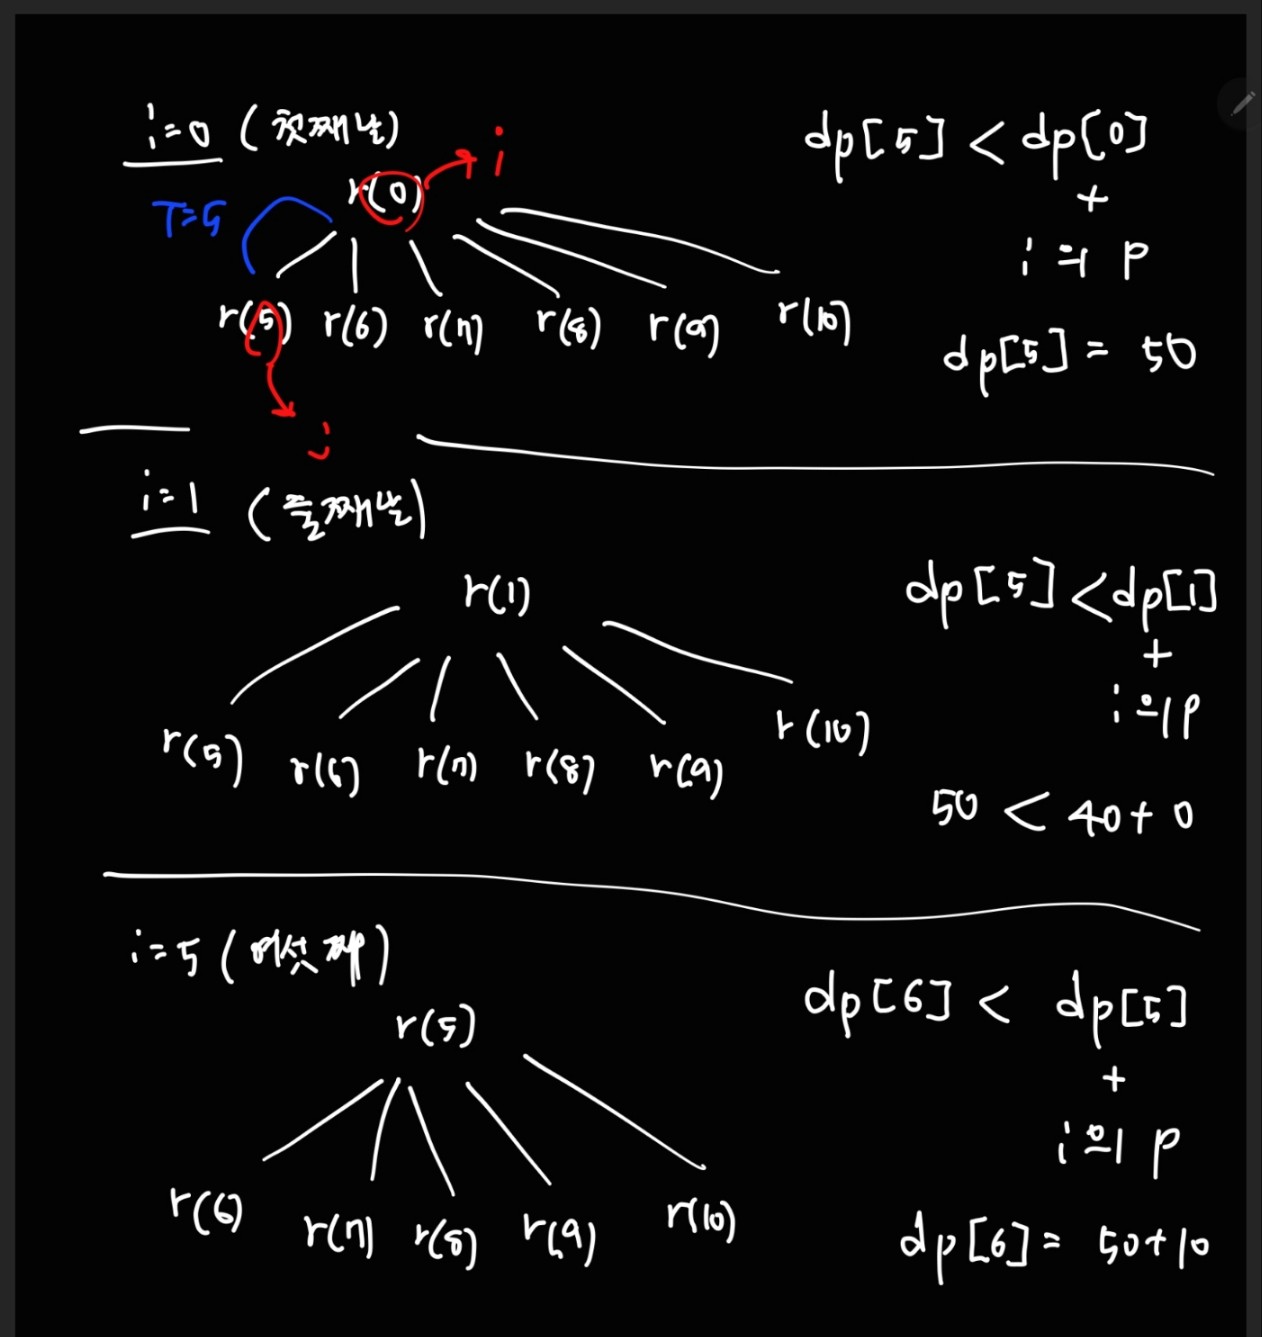 i=0 (첫째날)
i
r(0)
T=5
r(5) r(6) r(7) r(8) r(9) r(10)
j
dp[5] < dp[0]
+
i의 P
dp[5] = 50
i=1 (둘째날)
r(1)
r(5) r(6) r(7) r(8) r(9) r(10)
dp[5] < dp[1]
+
i의 P
50 < 40+0
i=5 (여섯째)
r(5)
r(6) r(7) r(8) r(9) r(10)
dp[6] < dp[5]
+
i의 P
dp[6] = 50+10